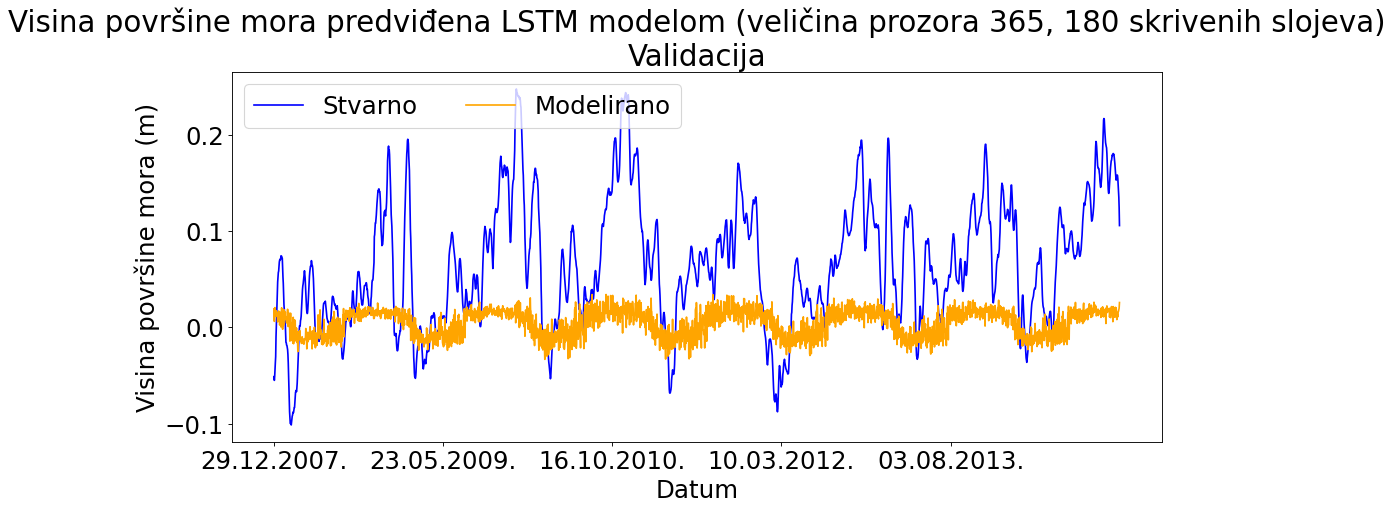 Visina površine mora predviđena LSTM modelom (veličina prozora 365, 180 skrivenih slojeva)
Validacija
Stvarno
Modelirano
Visina površine mora (m)
0.2
0.1
0.0
−0.1
29.12.2007.
23.05.2009.
16.10.2010.
10.03.2012.
03.08.2013.
Datum